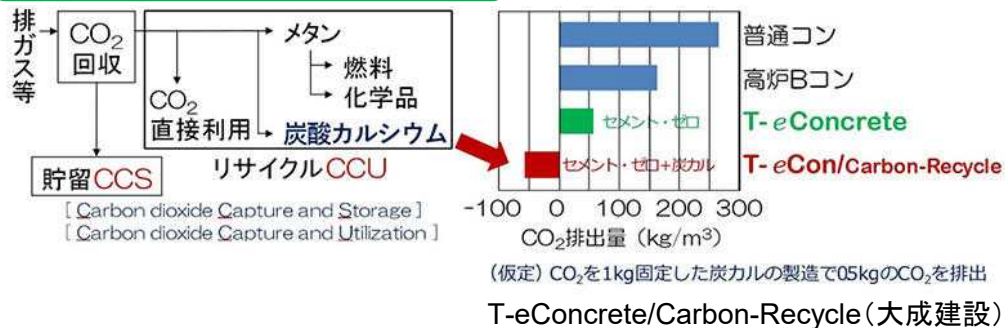 排ガス等
CO₂
回収
メタン
燃料
化学品
CO₂
直接利用
炭酸カルシウム
貯留CCS
リサイクルCCU
[ Carbon dioxide Capture and Storage ]
[ Carbon dioxide Capture and Utilization ]
普通コン
高炉Bコン
セメント・ゼロ
T-eConcrete
セメント・ゼロ+炭カル
T-eCon/Carbon-Recycle
-100 0 100 200 300
CO₂排出量 (kg/m³)
(仮定) CO₂を1kg固定した炭カルの製造で05kgのCO₂を排出
T-eConcrete/Carbon-Recycle(大成建設)